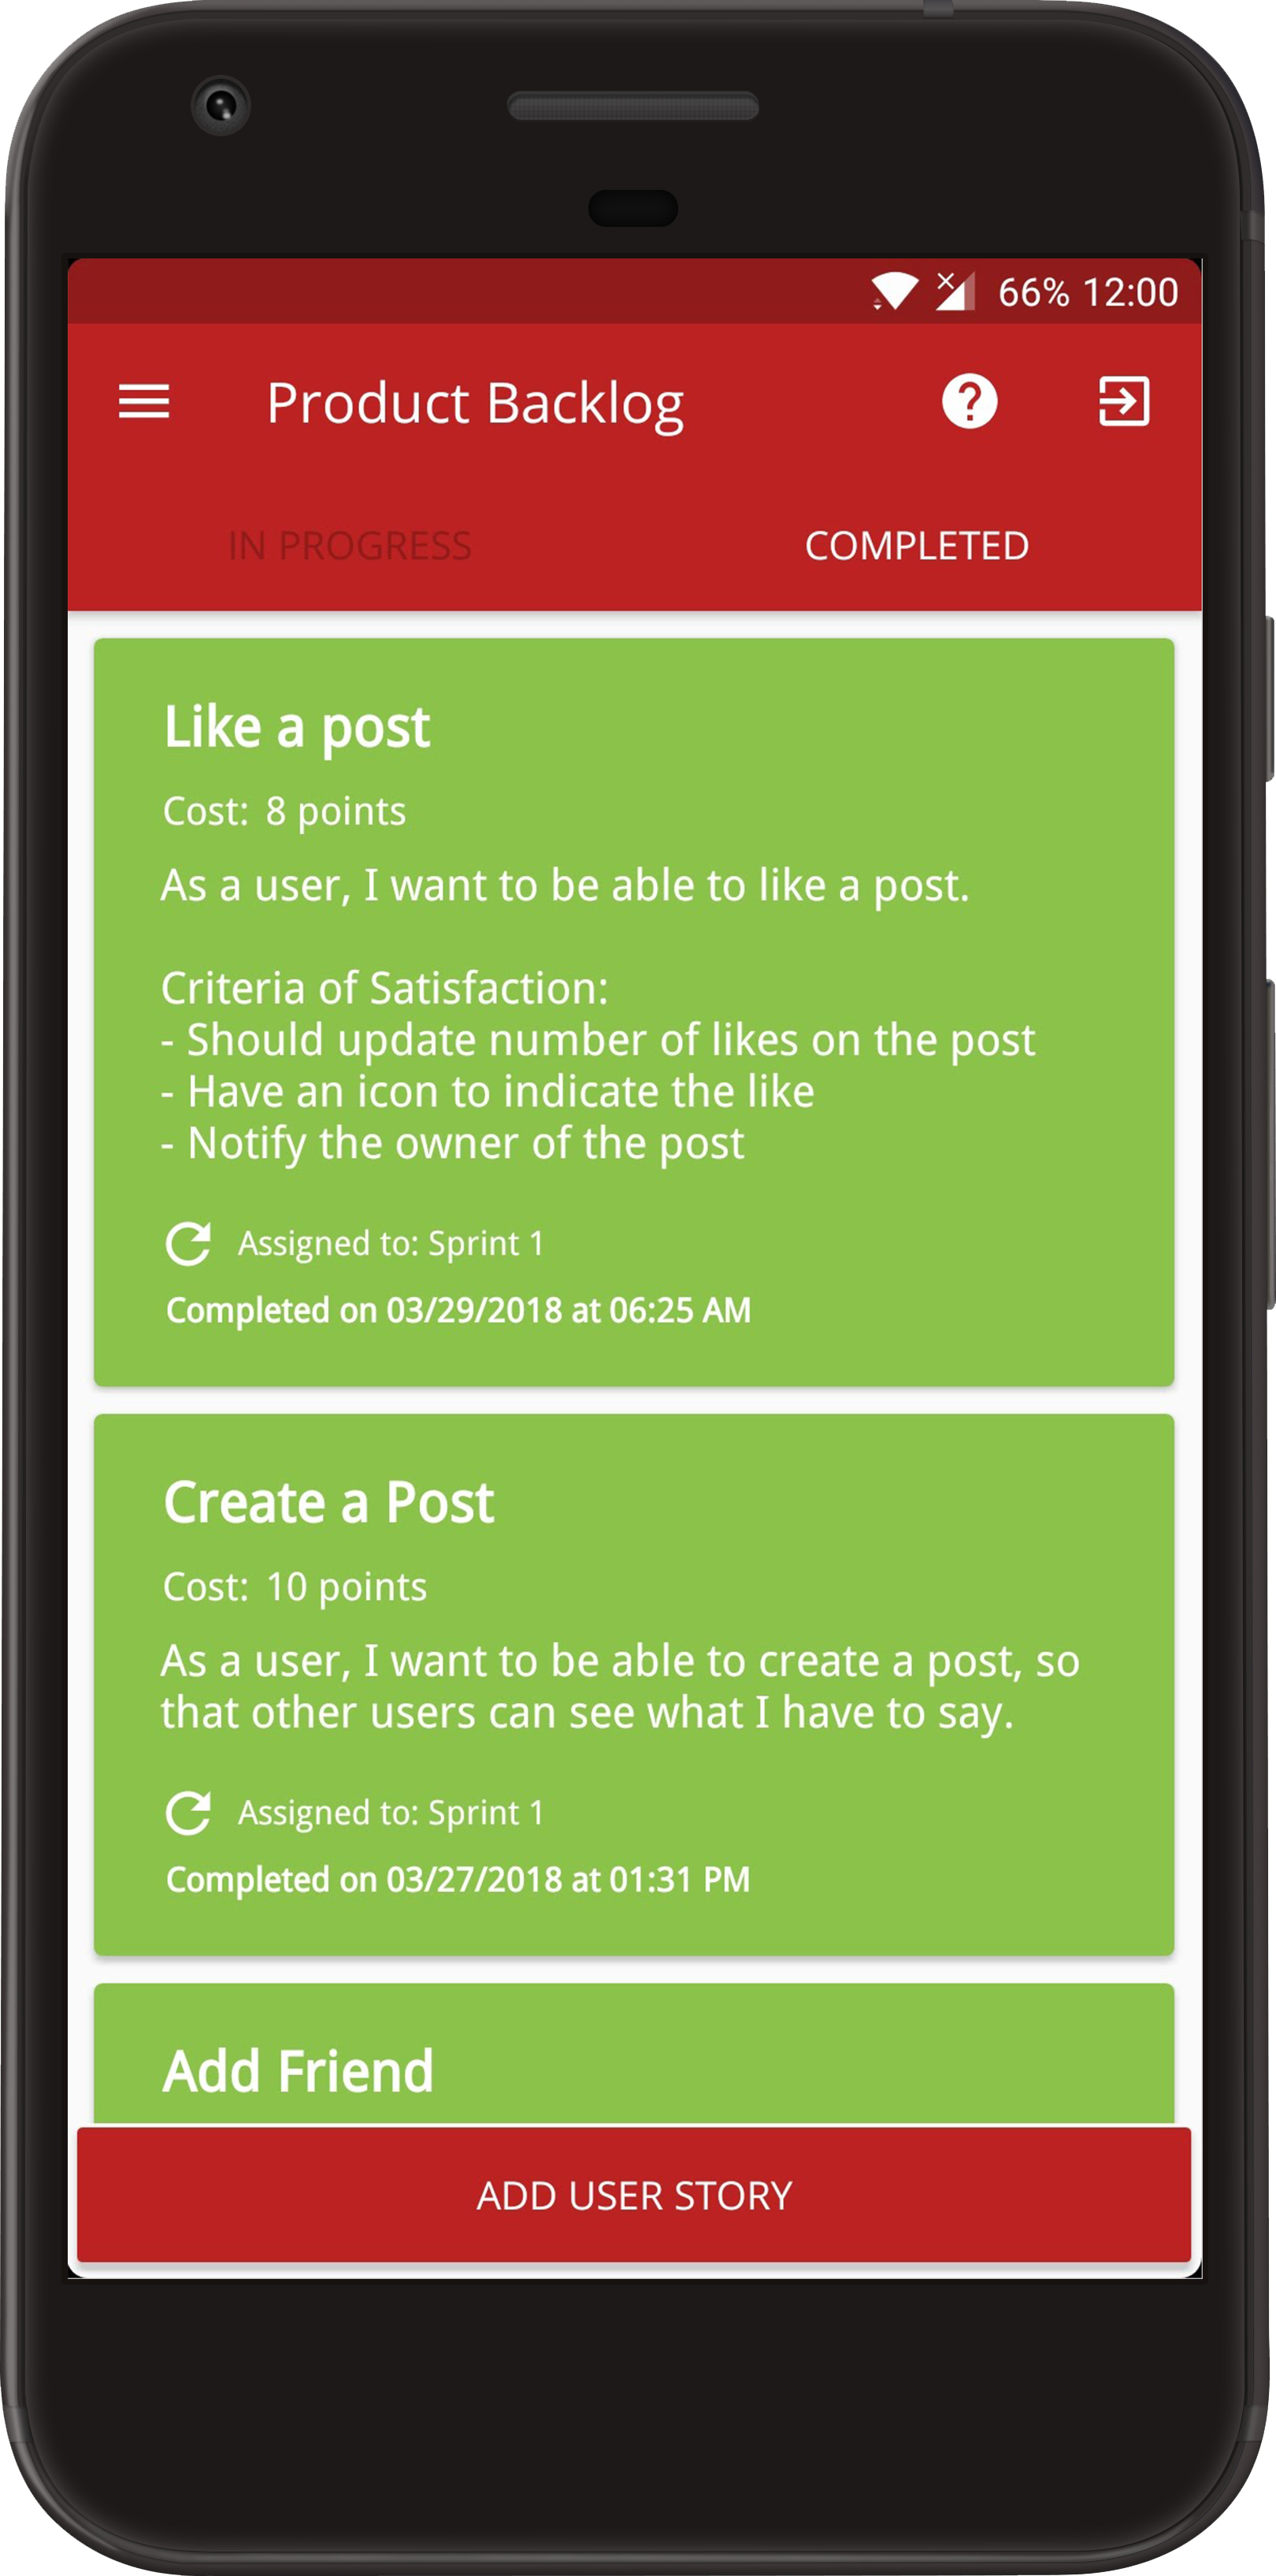 66% 12:00
Product Backlog
IN PROGRESS
COMPLETED
Like a post
Cost: 8 points
As a user, I want to be able to like a post.
Criteria of Satisfaction:
- Should update number of likes on the post
- Have an icon to indicate the like
- Notify the owner of the post
Assigned to: Sprint 1
Completed on 03/29/2018 at 06:25 AM
Create a Post
Cost: 10 points
As a user, I want to be able to create a post, so
that other users can see what I have to say.
Assigned to: Sprint 1
Completed on 03/27/2018 at 01:31 PM
Add Friend
ADD USER STORY